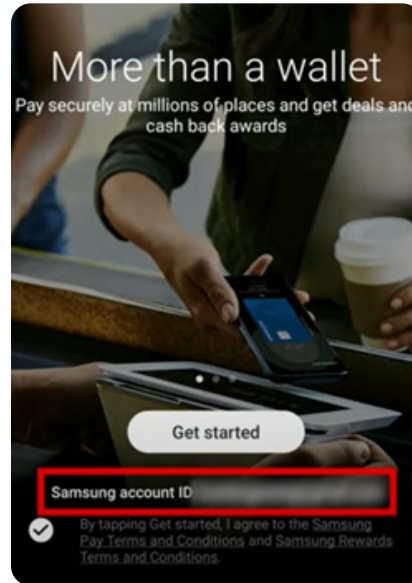 More than a wallet
Pay securely at millions of places and get deals and
cash back awards
Get started
Samsung account ID
By tapping Get started, I agree to the Samsung
Pay Terms and Conditions and Samsung Rewards
Terms and Conditions.